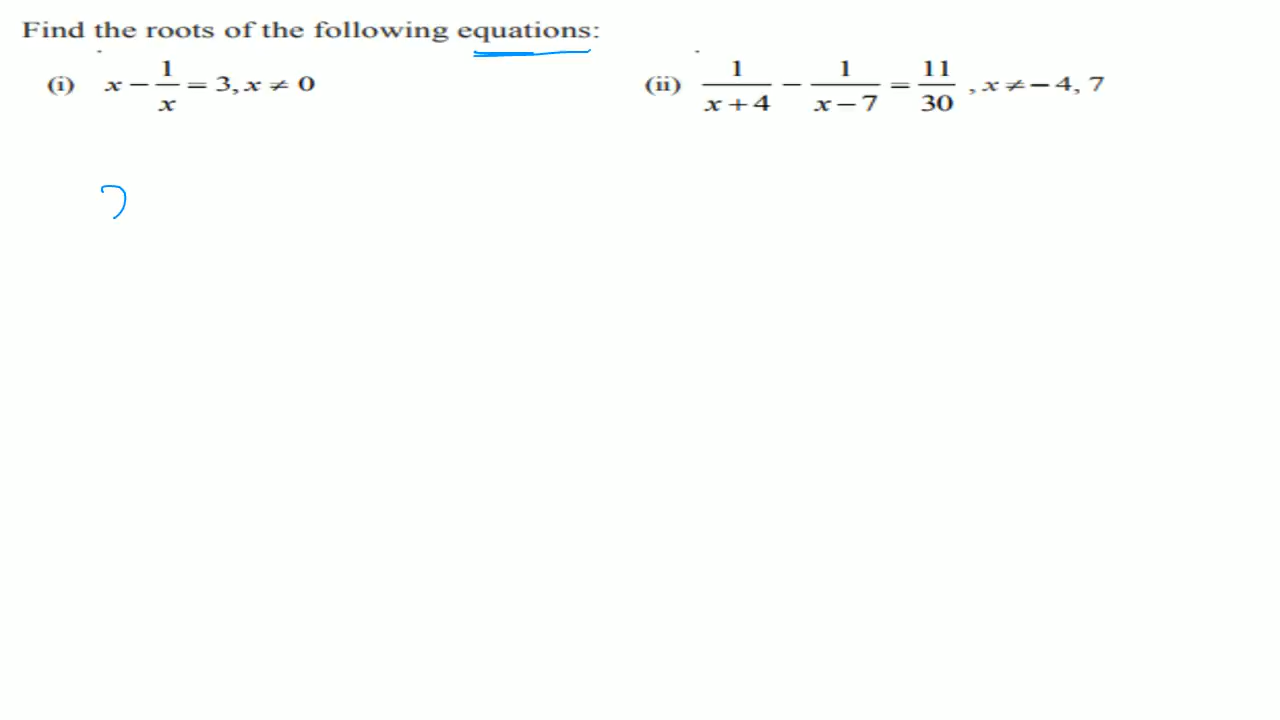 Find the roots of the following equations:
(i) x − 1/x = 3, x ≠ 0
(ii) 1/(x + 4) − 1/(x − 7) = 11/30 , x ≠ − 4, 7